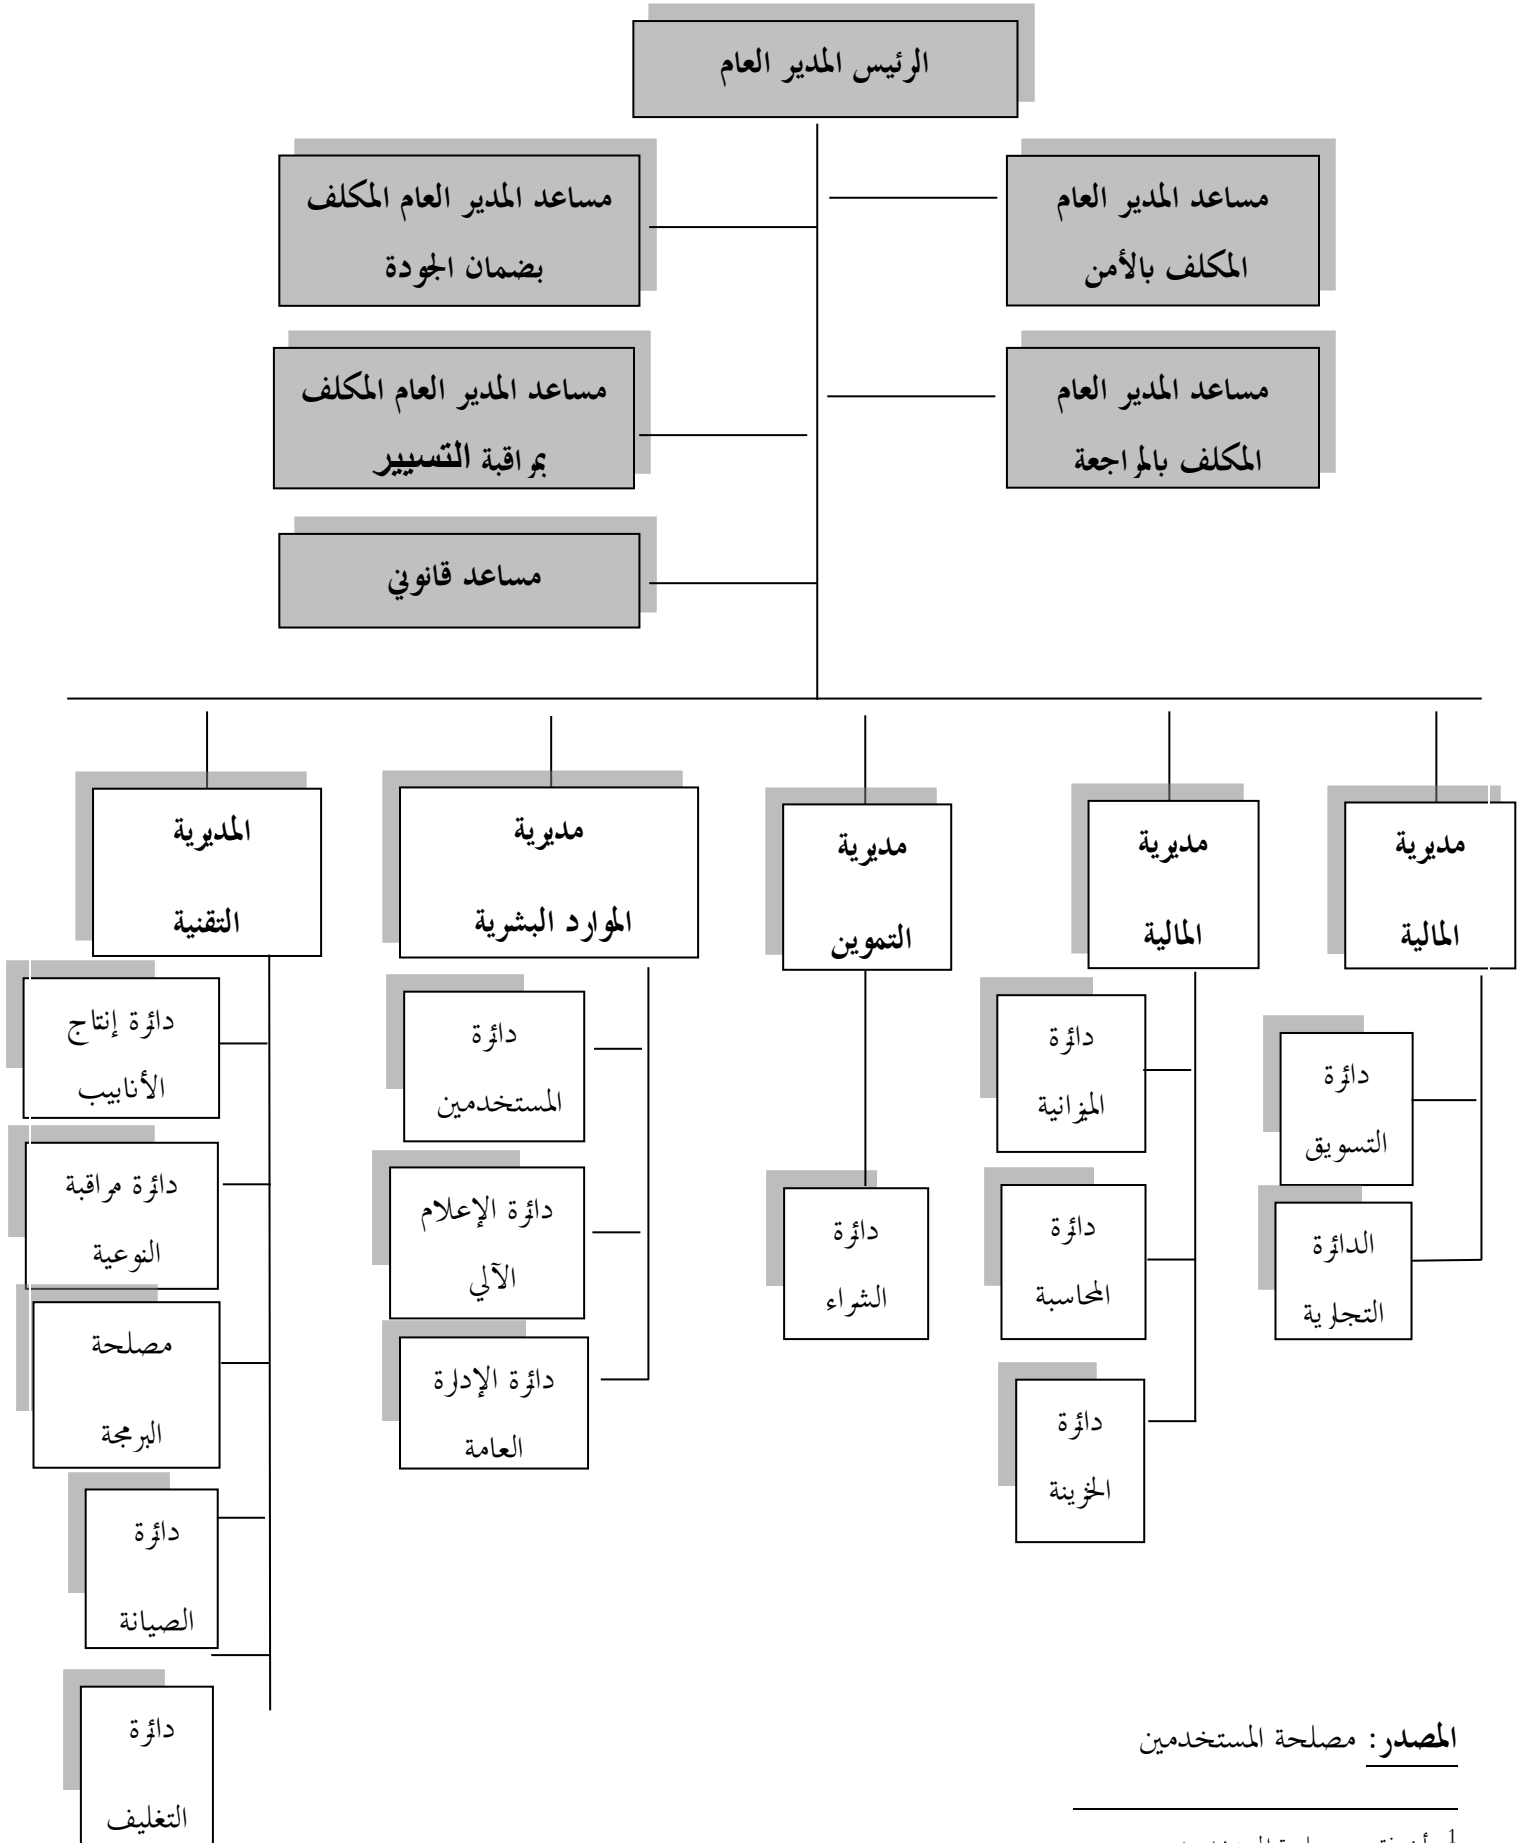 الرئيس المدير العام
مساعد المدير العام
المكلف بالأمن
مساعد المدير العام المكلف
بضمان الجودة
مساعد المدير العام
المكلف بالمراجعة
مساعد المدير العام المكلف
بمراقبة التسيير
مساعد قانوني
مديرية
المالية
مديرية
المالية
مديرية
التموين
مديرية
الموارد البشرية
المديرية
التقنية
دائرة
التسويق
الدائرة
التجارية
دائرة
الميزانية
دائرة
المحاسبة
دائرة
الخزينة
دائرة
الشراء
دائرة
المستخدمين
دائرة الإعلام
الآلي
دائرة الإدارة
العامة
دائرة إنتاج
الأنابيب
دائرة مراقبة
النوعية
مصلحة
البرمجة
دائرة
الصيانة
دائرة
التغليف
المصدر: مصلحة المستخدمين
1